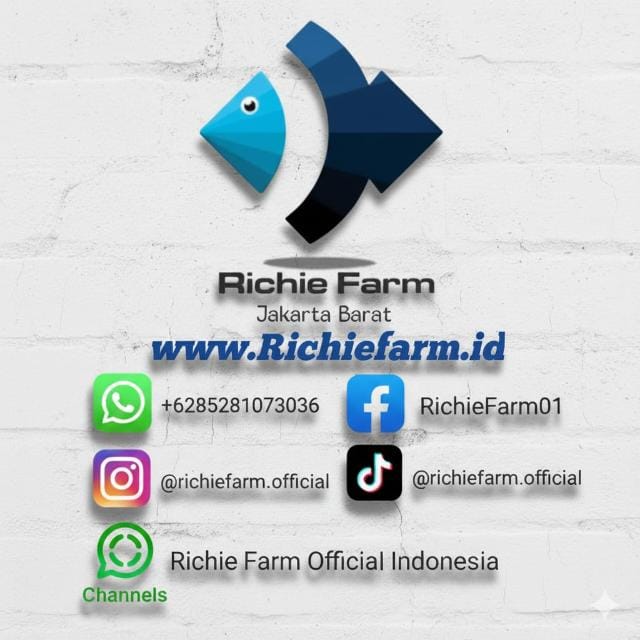 Richie Farm
Jakarta Barat
www.Richiefarm.id
+6285281073036
RichieFarm01
@richiefarm.official
@richiefarm.official
Richie Farm Official Indonesia
Channels